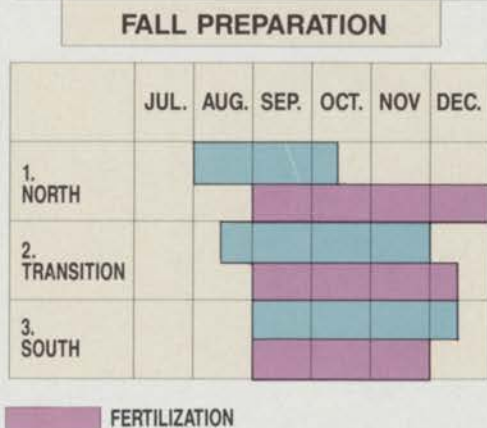 FALL PREPARATION
JUL. AUG. SEP. OCT. NOV DEC.
1.
NORTH
2.
TRANSITION
3.
SOUTH
FERTILIZATION